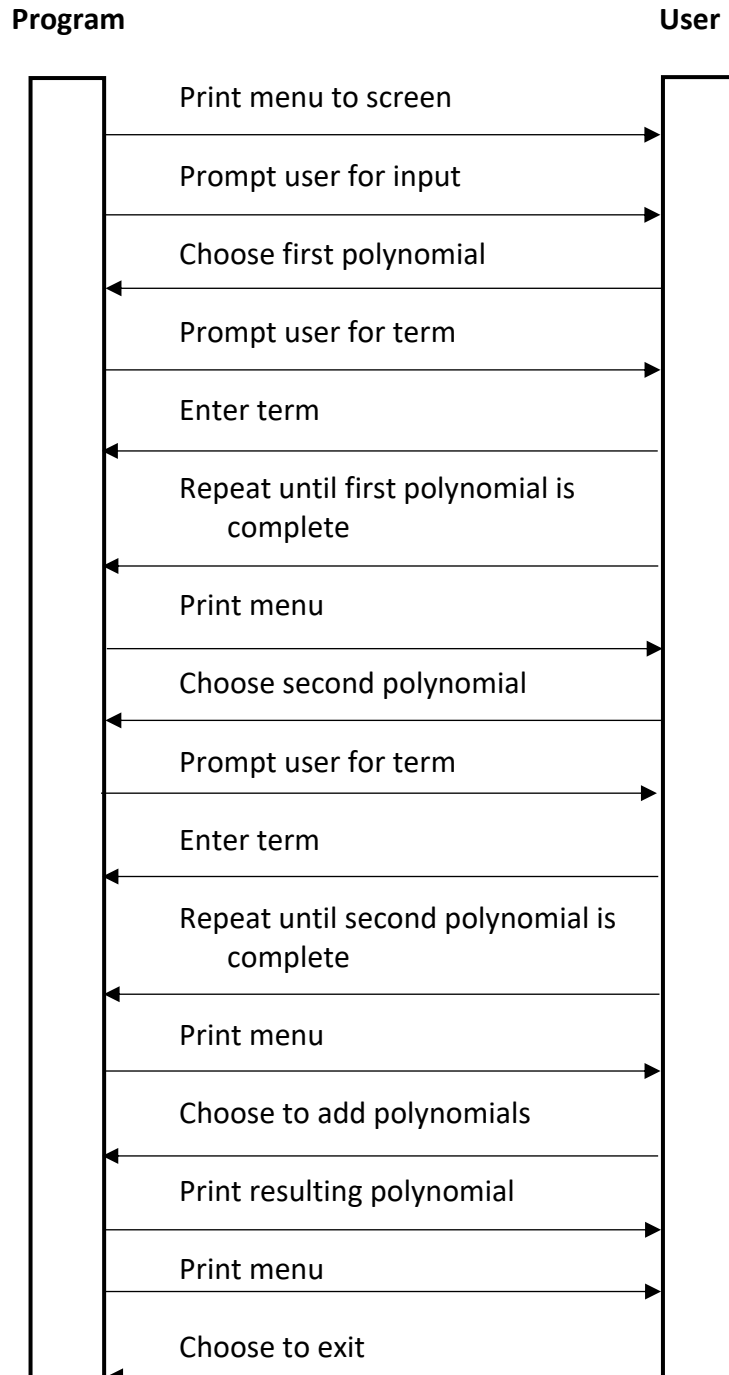 Program User
Print menu to screen
Prompt user for input
Choose first polynomial
Prompt user for term
Enter term
Repeat until first polynomial is
complete
Print menu
Choose second polynomial
Prompt user for term
Enter term
Repeat until second polynomial is
complete
Print menu
Choose to add polynomials
Print resulting polynomial
Print menu
Choose to exit